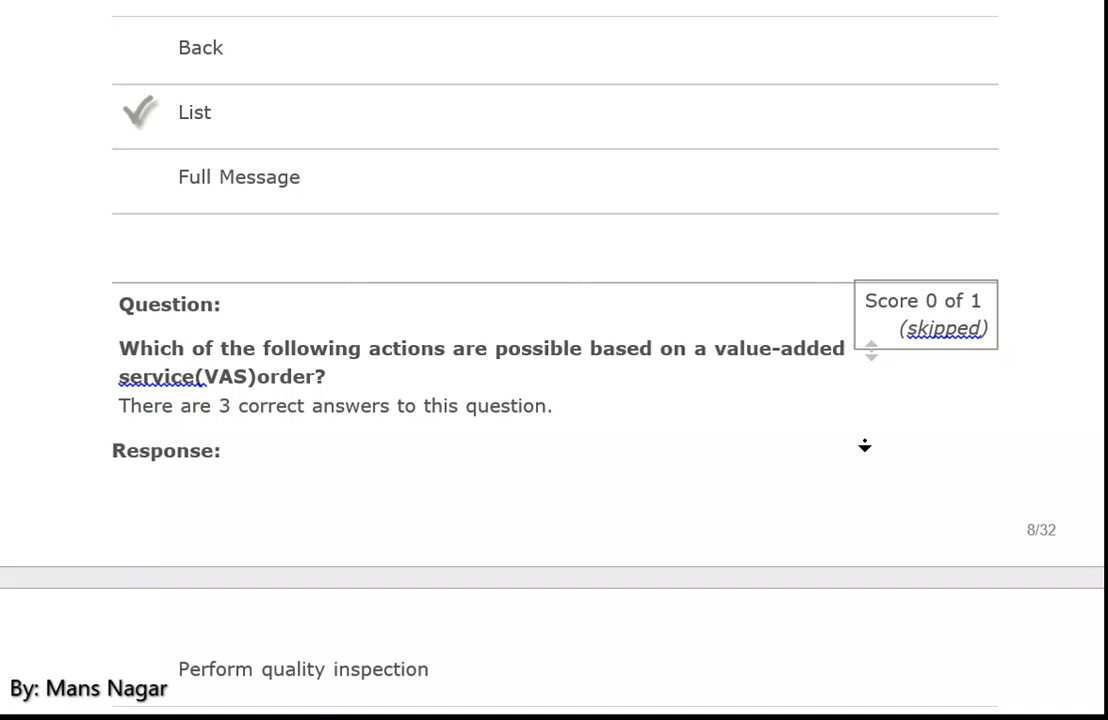 Back
List
Full Message
Question:
Score 0 of 1
(skipped)
Which of the following actions are possible based on a value-added
service(VAS)order?
There are 3 correct answers to this question.
Response:
8/32
Perform quality inspection
By: Mans Nagar